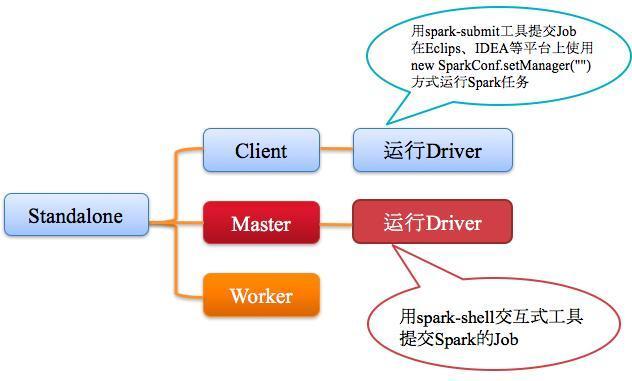 用spark-submit工具提交Job
在Eclips、IDEA等平台上使用
new SparkConf.setManager("")
方式运行Spark任务
Client
运行Driver
Standalone
Master
运行Driver
Worker
用spark-shell交互式工具
提交Spark的Job